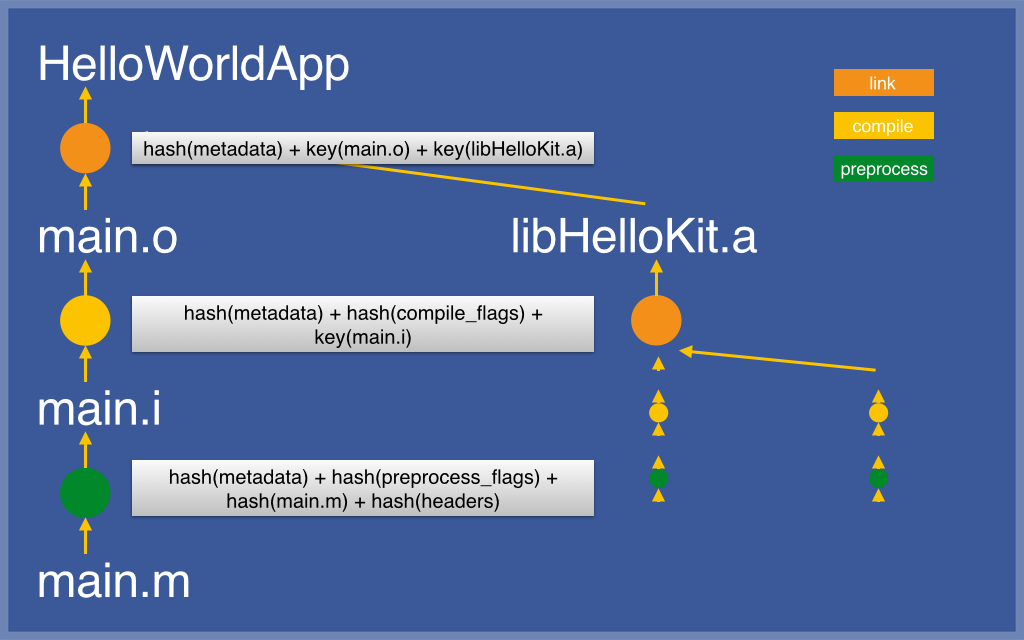 HelloWorldApp
link
compile
preprocess
hash(metadata) + key(main.o) + key(libHelloKit.a)
main.o
libHelloKit.a
hash(metadata) + hash(compile_flags) +
key(main.i)
main.i
hash(metadata) + hash(preprocess_flags) +
hash(main.m) + hash(headers)
main.m